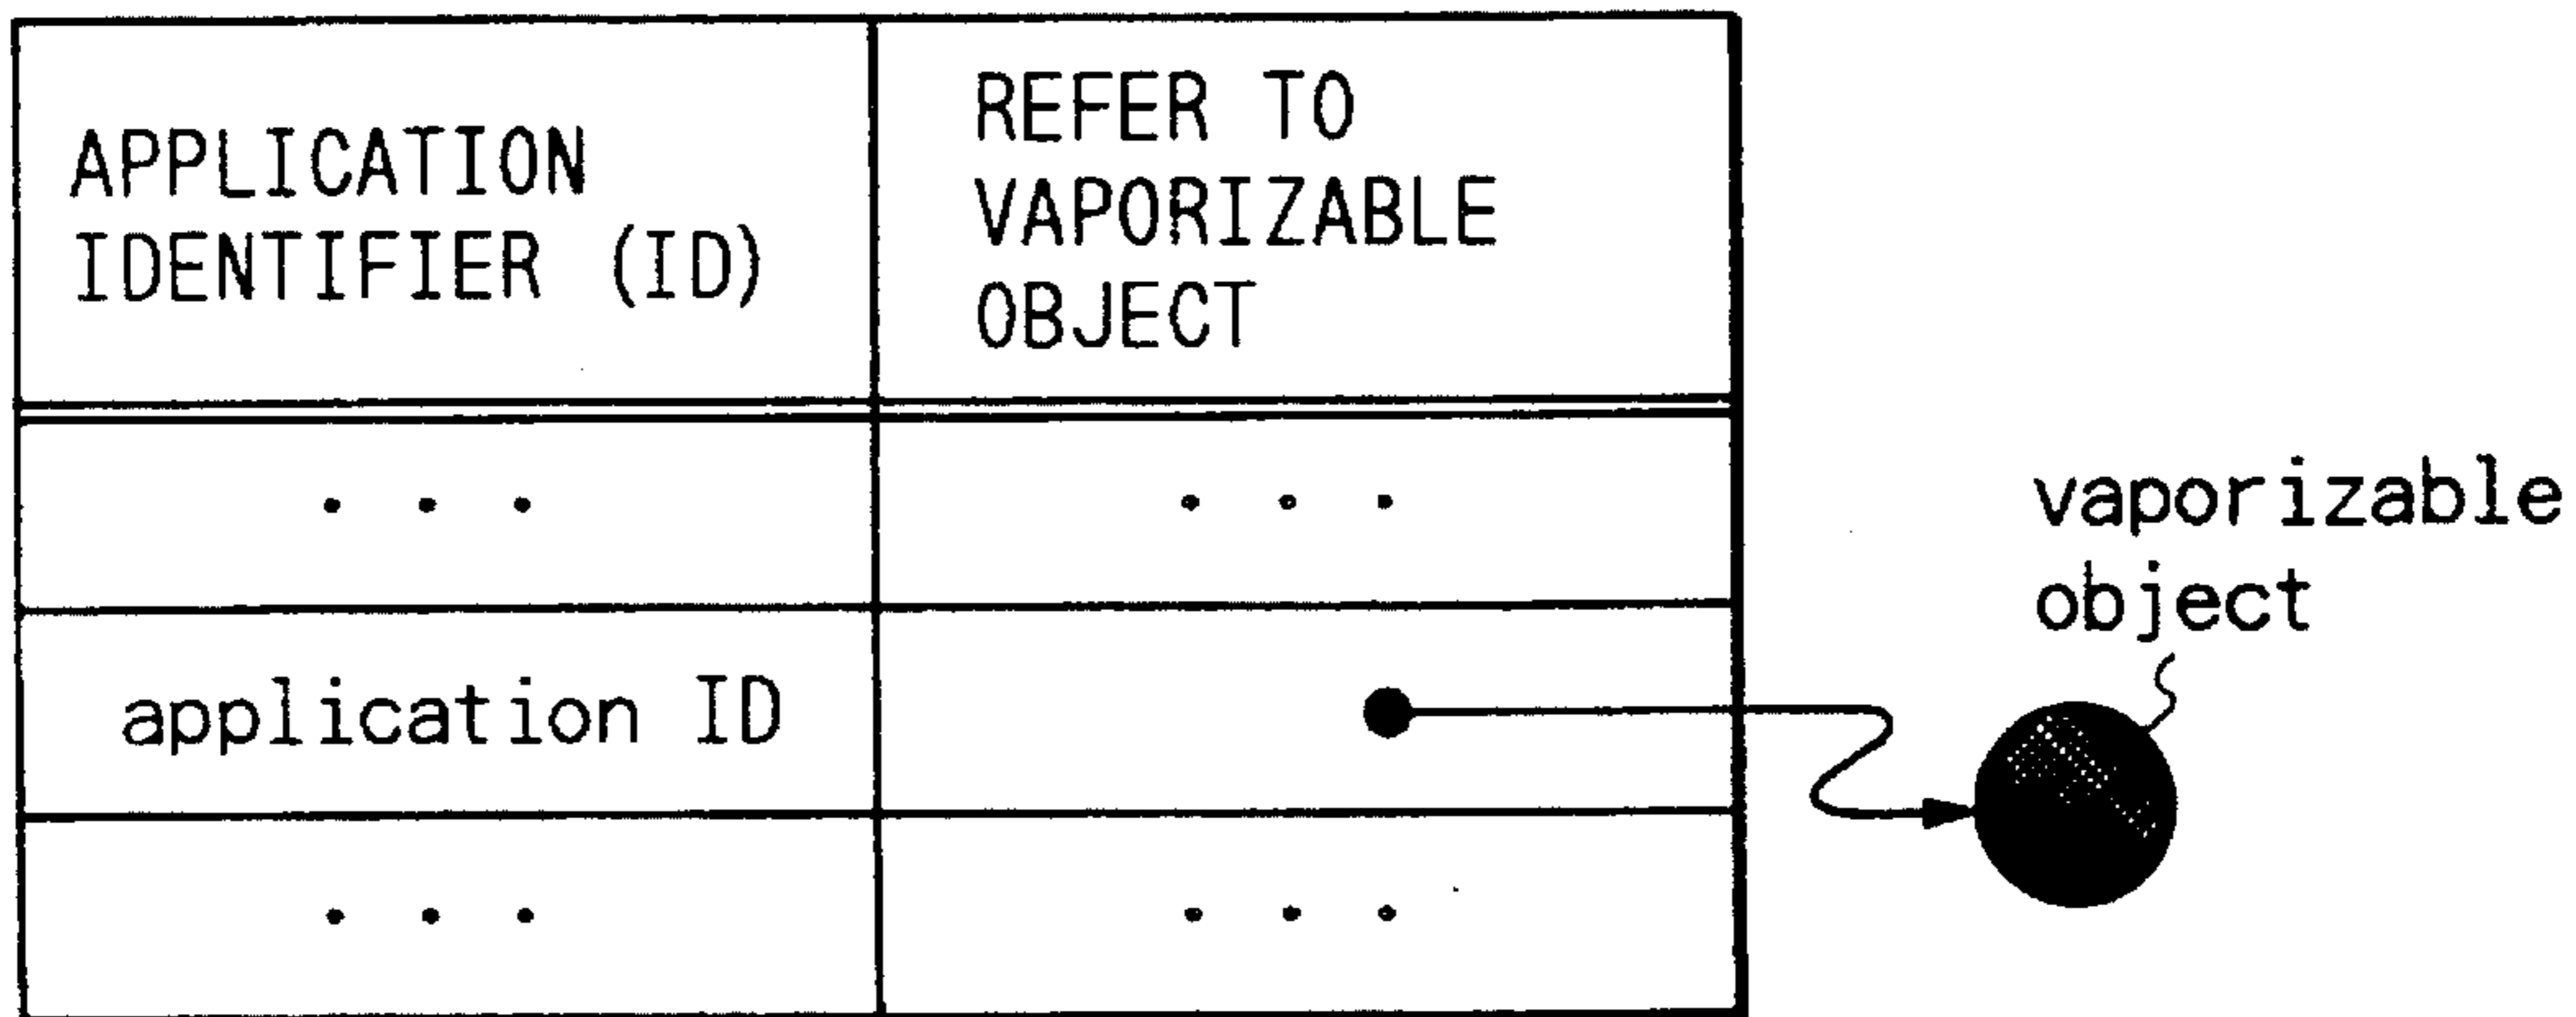 APPLICATION
IDENTIFIER (ID)
REFER TO
VAPORIZABLE
OBJECT
. . .
. . .
application ID
. . .
. . .
vaporizable
object